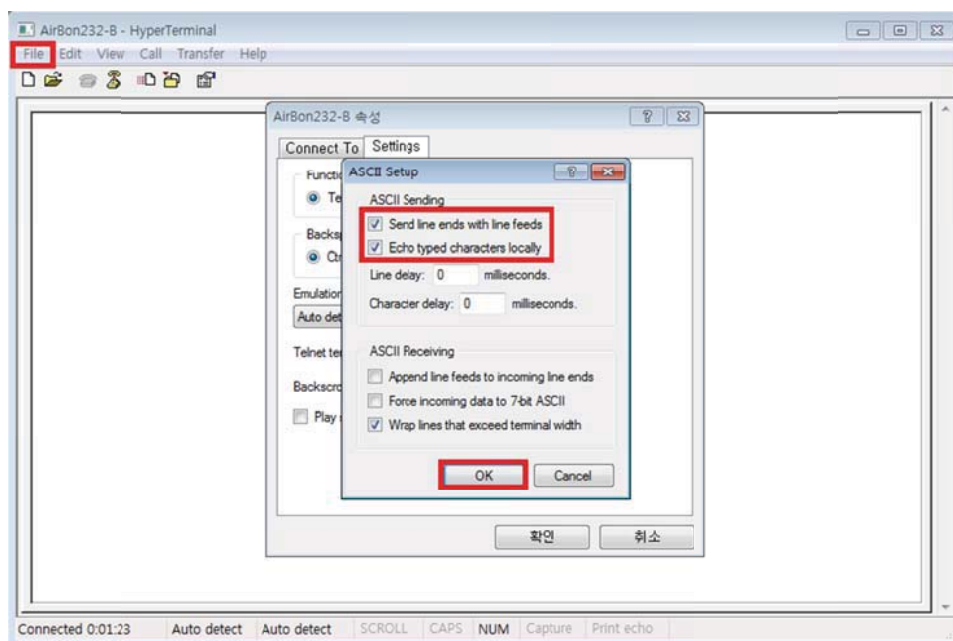 AirBon232-B - HyperTerminal
File Edit View Call Transfer Help
AirBon232-B 속성
Connect To Settings
ASCII Setup
ASCII Sending
Send line ends with line feeds
Echo typed characters locally
Line delay: 0 milliseconds.
Character delay: 0 milliseconds.
Emulation
Telnet
ASCII Receiving
Append line feeds to incoming line ends
Force incoming data to 7-bit ASCII
Wrap lines that exceed terminal width
Play
OK Cancel
확인 취소
Connected 0:01:23 Auto detect Auto detect SCROLL CAPS NUM Capture Print echo